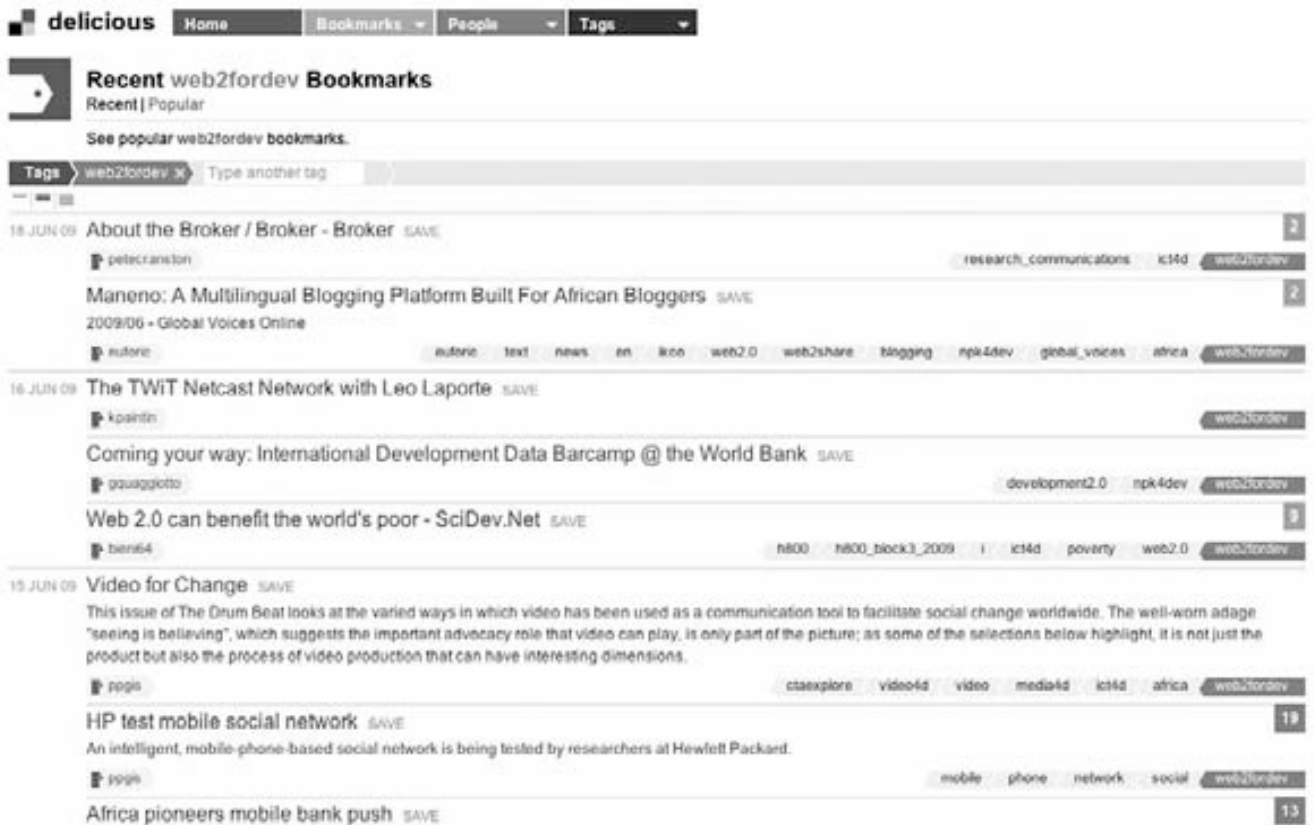 delicious Home Bookmarks People Tags
Recent web2fordev Bookmarks
Recent | Popular
See popular web2fordev bookmarks.
Tags web2fordev x Type another tag
18 JUN 09 About the Broker / Broker - Broker SAVE 2
petecranston research_communications ict4d web2fordev
Maneno: A Multilingual Blogging Platform Built For African Bloggers SAVE 2
2009/06 - Global Voices Online
euforic euforic text news en ikoo web2.0 web2share blogging npk4dev global_voices africa web2fordev
16 JUN 09 The TWiT Netcast Network with Leo Laporte SAVE
kpaintin web2fordev
Coming your way: International Development Data Barcamp @ the World Bank SAVE
gquaggiotto development2.0 npk4dev web2fordev
Web 2.0 can benefit the world's poor - SciDev.Net SAVE
h800 h800_block3_2009 i ict4d poverty web2.0 web2fordev
15 JUN 09 Video for Change SAVE
This issue of The Drum Beat looks at the varied ways in which video has been used as a communication tool to facilitate social change worldwide. The well-worn adage
"seeing is believing", which suggests the important advocacy role that video can play, is only part of the picture; as some of the selections below highlight, it is not just the
product but also the process of video production that can have interesting dimensions.
ppgis ctaexplore video4d video media4d ict4d africa web2fordev
HP test mobile social network SAVE 19
An intelligent, mobile-phone-based social network is being tested by researchers at Hewlett Packard.
ppgis mobile phone network social web2fordev
Africa pioneers mobile bank push SAVE 13